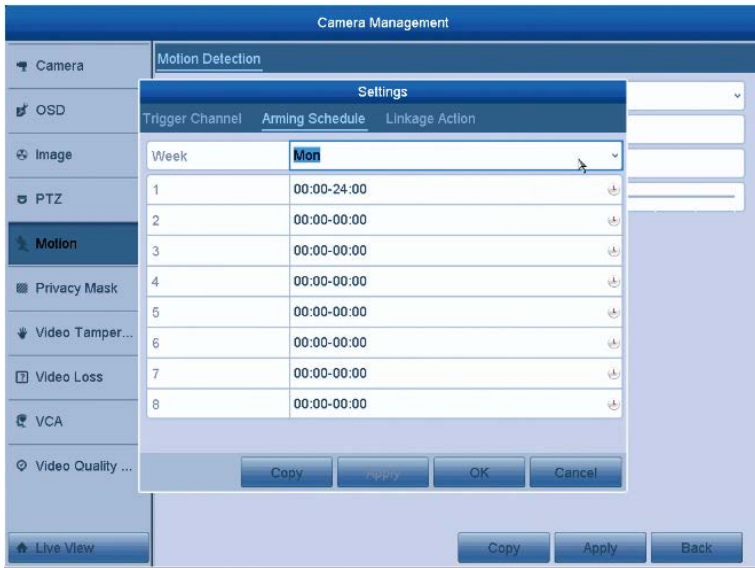 Camera Management
Camera
OSD
Image
PTZ
Motion
Privacy Mask
Video Tamper...
Video Loss
VCA
Video Quality ...
Live View
Motion Detection
Settings
Trigger Channel Arming Schedule Linkage Action
Week Mon
1 00:00-24:00
2 00:00-00:00
3 00:00-00:00
4 00:00-00:00
5 00:00-00:00
6 00:00-00:00
7 00:00-00:00
8 00:00-00:00
Copy Apply OK Cancel
Copy Apply Back